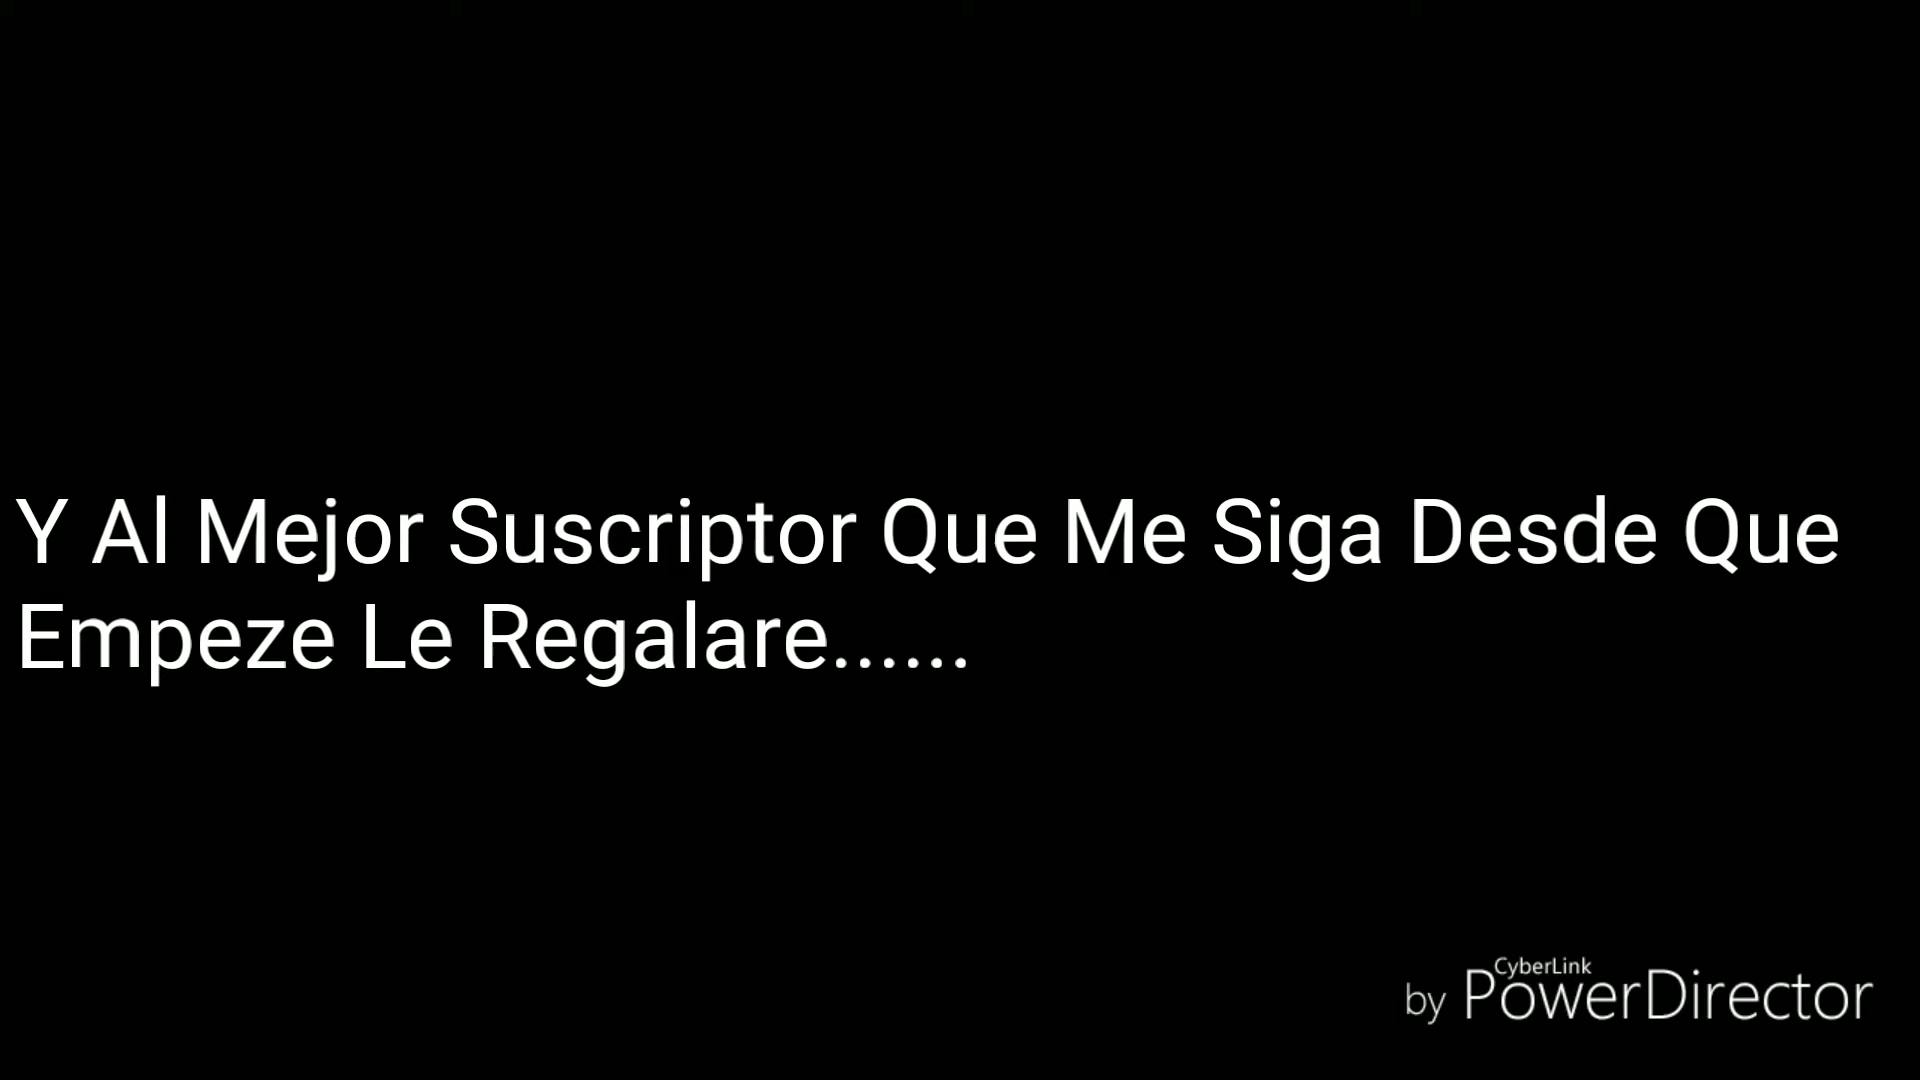 Y Al Mejor Suscriptor Que Me Siga Desde Que
Empeze Le Regalare......
CyberLink
by PowerDirector